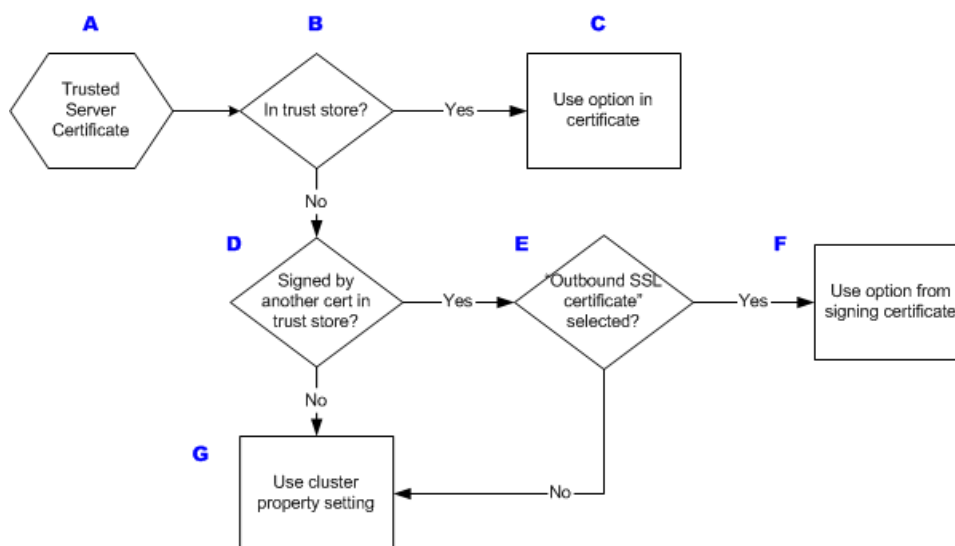 A
B
C
Trusted
Server
Certificate
In trust store?
Yes
Use option in
certificate
No
D
E
F
Signed by
another cert in
trust store?
Yes
"Outbound SSL
certificate"
selected?
Yes
Use option from
signing certificate
No
G
Use cluster
property setting
No